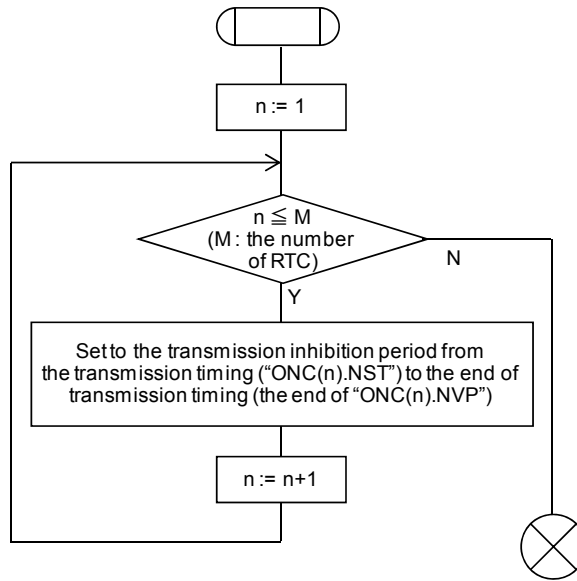 n := 1
n ≦ M
(M : the number
of RTC)
N
Y
Set to the transmission inhibition period from
the transmission timing (“ONC(n).NST”) to the end of
transmission timing (the end of “ONC(n).NVP”)
n := n+1